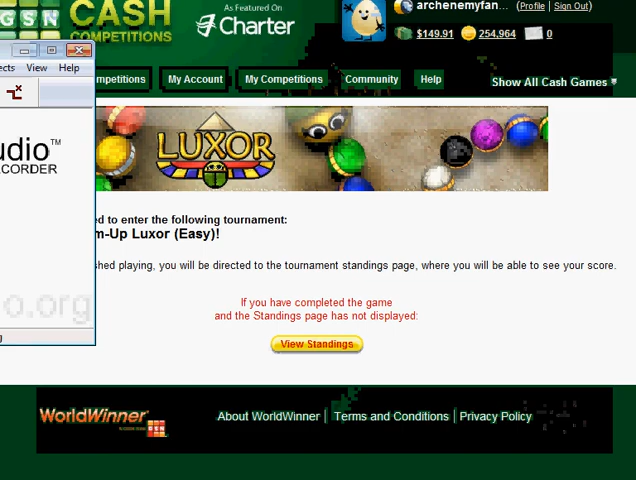 GSN CASH COMPETITIONS
As Featured On
Charter
archenemyfan... (Profile | Sign Out)
$149.91 254,964 0
ects View Help
mpetitions My Account My Competitions Community Help Show All Cash Games
udio™
ECORDER
LUXOR
ed to enter the following tournament:
m-Up Luxor (Easy)!
shed playing, you will be directed to the tournament standings page, where you will be able to see your score.
o.org
If you have completed the game
and the Standings page has not displayed:
View Standings
WorldWinner
About WorldWinner | Terms and Conditions | Privacy Policy